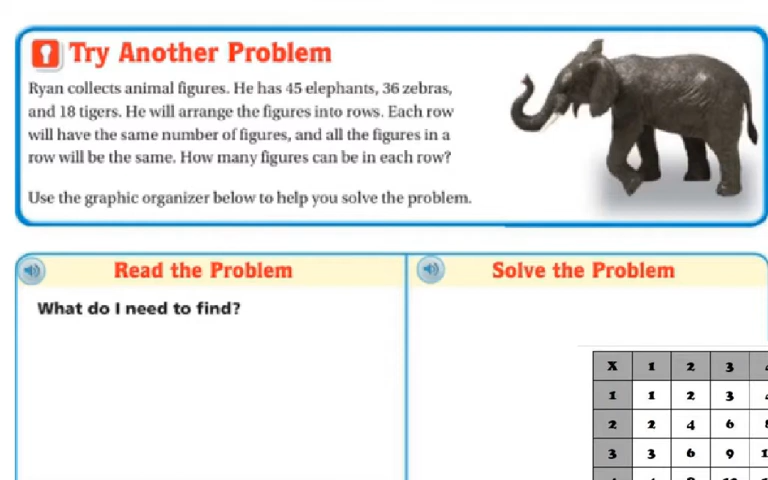 Try Another Problem
Ryan collects animal figures. He has 45 elephants, 36 zebras,
and 18 tigers. He will arrange the figures into rows. Each row
will have the same number of figures, and all the figures in a
row will be the same. How many figures can be in each row?
Use the graphic organizer below to help you solve the problem.
Read the Problem
Solve the Problem
What do I need to find?
X 1 2 3
1 1 2 3
2 2 4 6
3 3 6 9